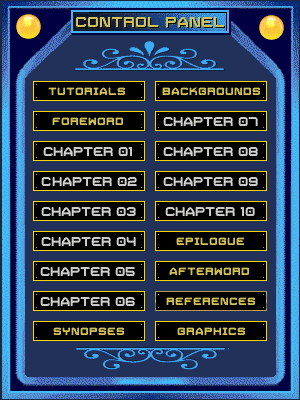 CONTROL PANEL
TUTORIALS
BACKGROUNDS
FOREWORD
CHAPTER 07
CHAPTER 01
CHAPTER 08
CHAPTER 02
CHAPTER 09
CHAPTER 03
CHAPTER 10
CHAPTER 04
EPILOGUE
CHAPTER 05
AFTERWORD
CHAPTER 06
REFERENCES
SYNOPSES
GRAPHICS